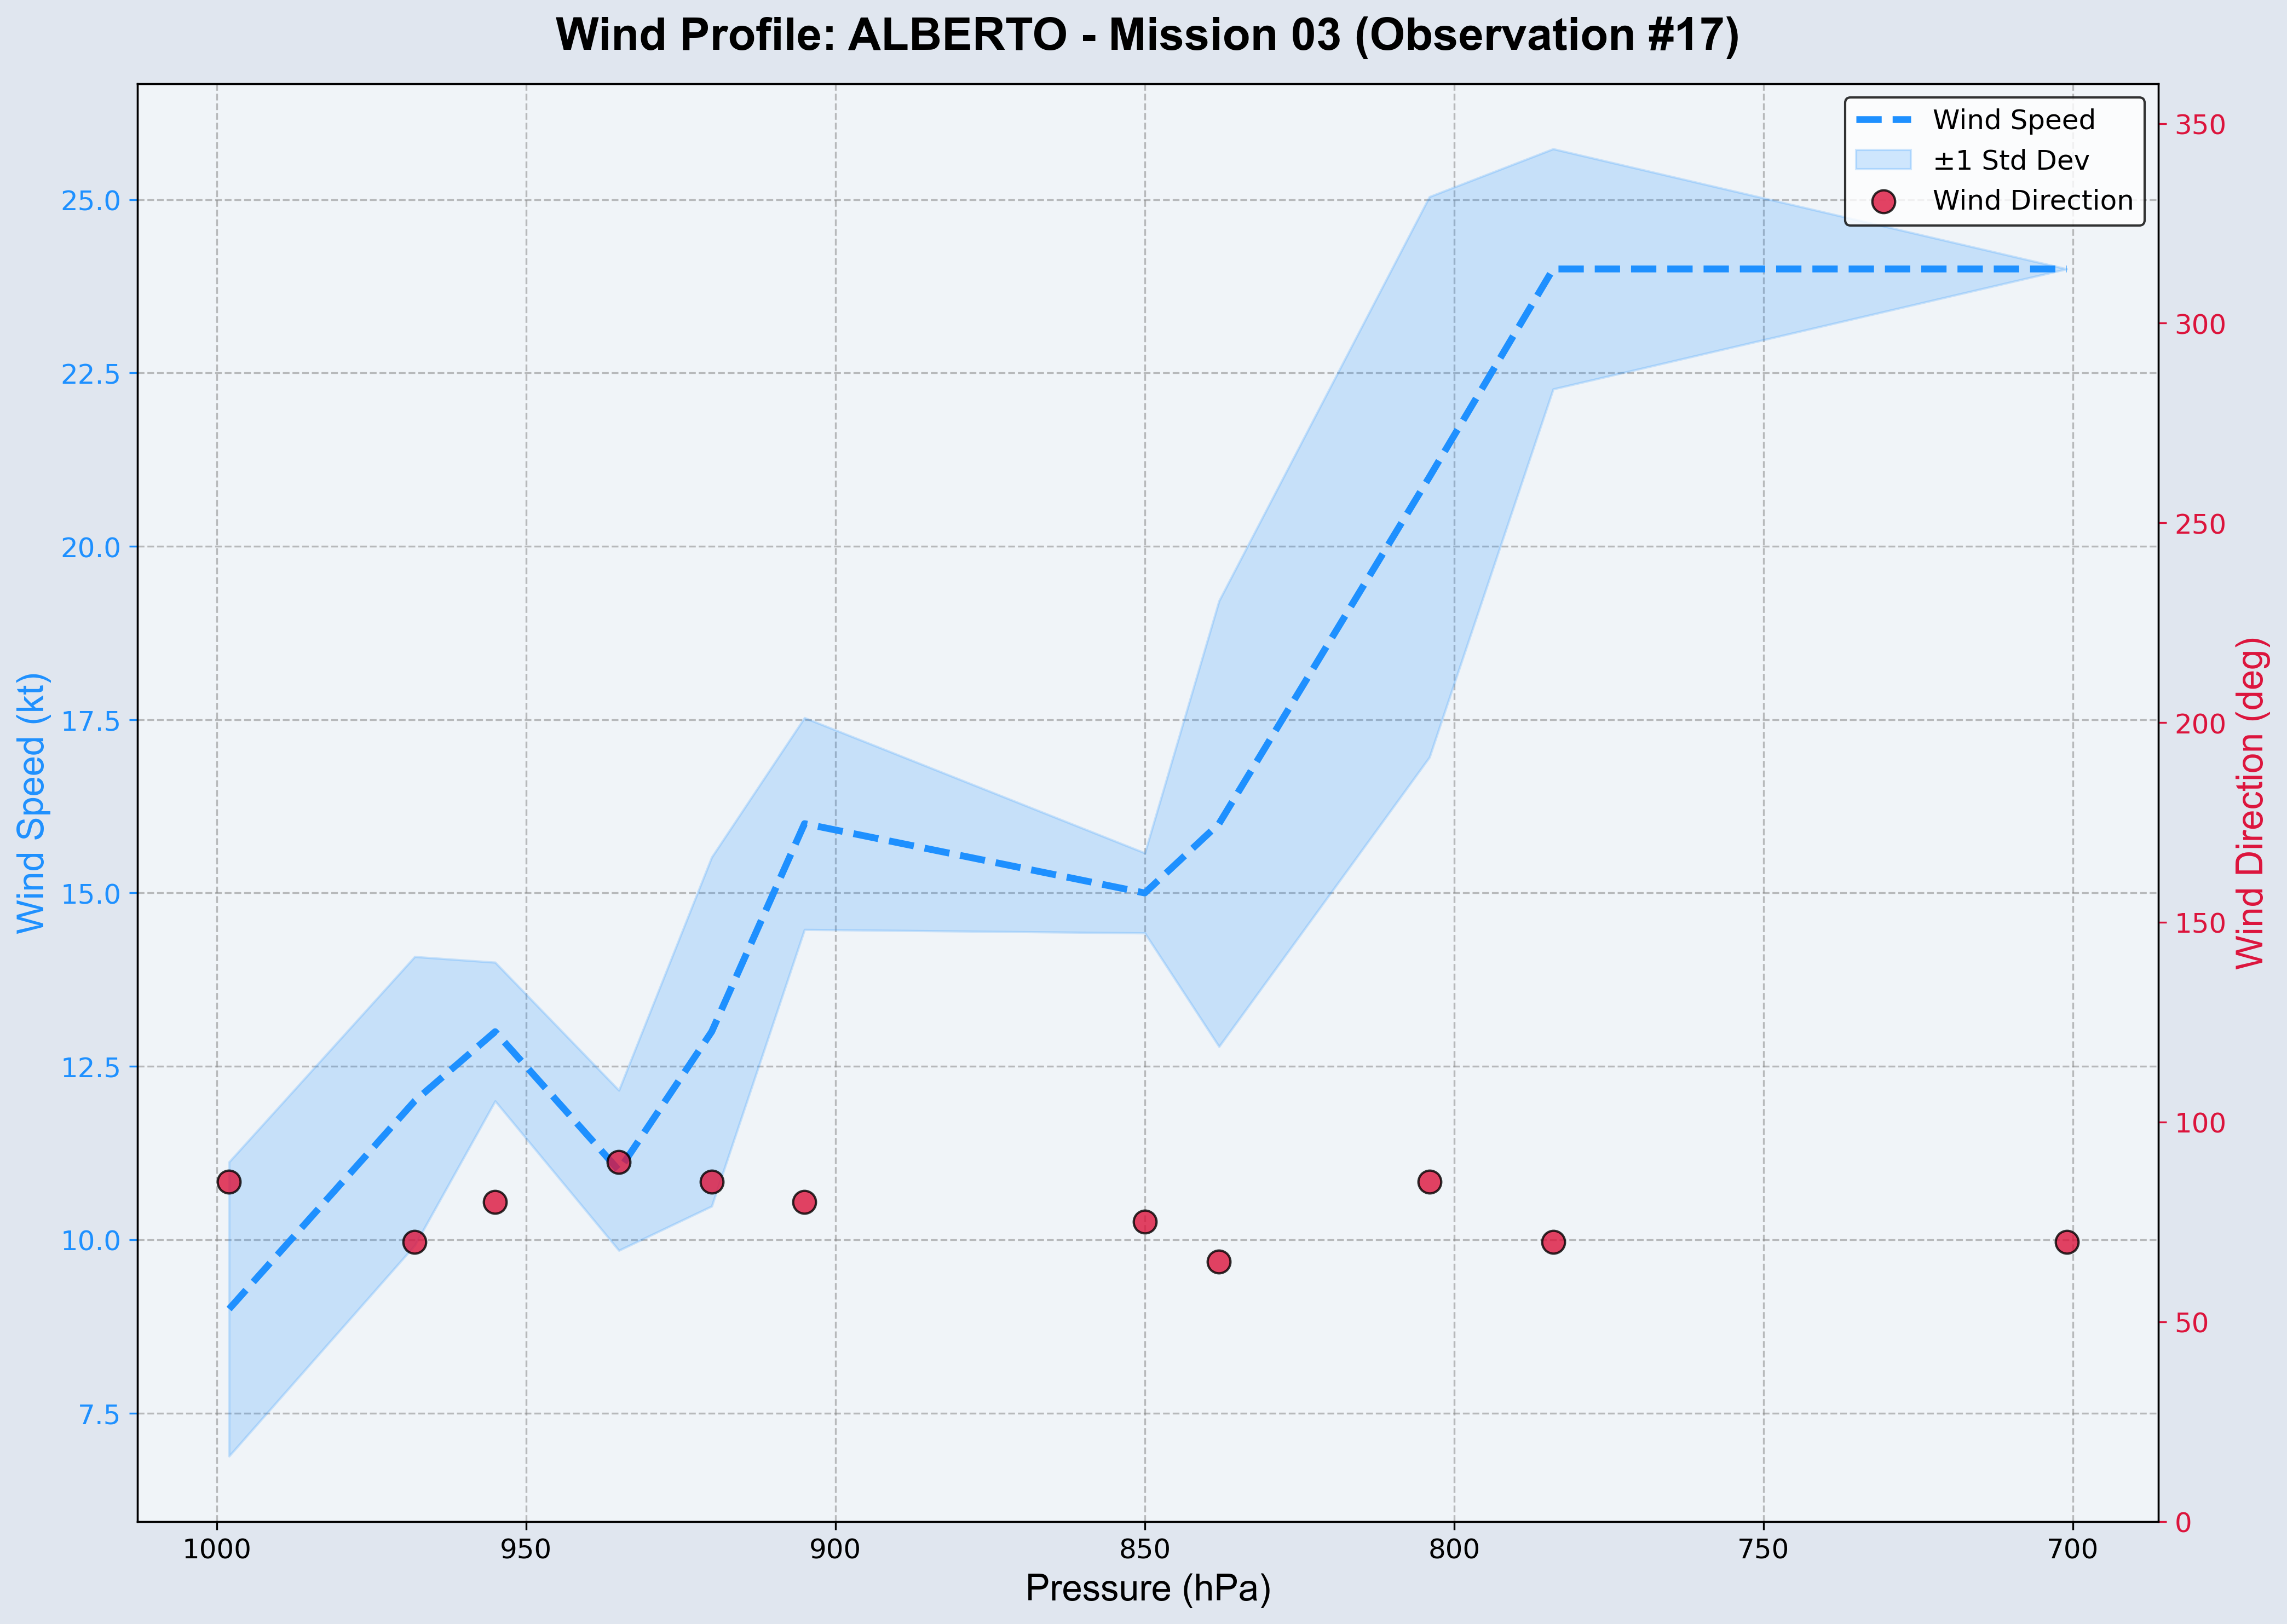 Wind Profile: ALBERTO - Mission 03 (Observation #17)
Wind Speed
±1 Std Dev
Wind Direction
Wind Speed (kt)
25.0
22.5
20.0
17.5
15.0
12.5
10.0
7.5
350
300
250
200
150
100
50
0
Wind Direction (deg)
1000 950 900 850 800 750 700
Pressure (hPa)